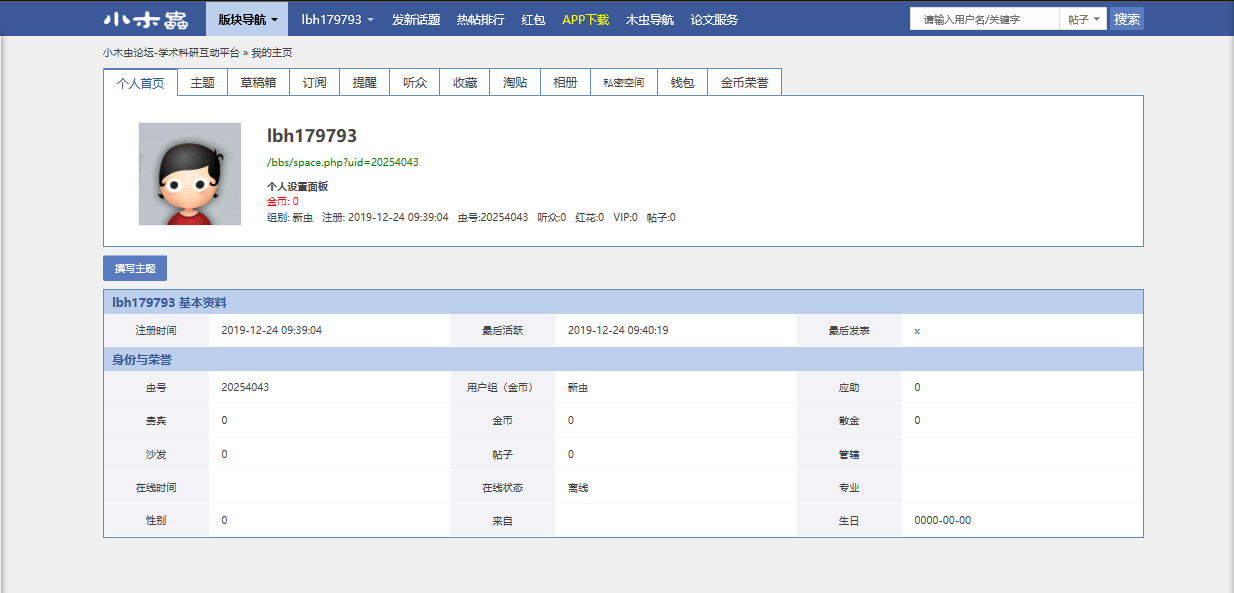 小木虫 版块导航 lbh179793 发新话题 热帖排行 红包 APP下载 木虫导航 论文服务 请输入用户名/关键字 帖子 搜索
小木虫论坛-学术科研互动平台 » 我的主页
个人首页 主题 草稿箱 订阅 提醒 听众 收藏 淘贴 相册 私密空间 钱包 金币荣誉
lbh179793
/bbs/space.php?uid=20254043
个人设置面板
金币: 0
组别: 新虫 注册: 2019-12-24 09:39:04 虫号:20254043 听众:0 红花:0 VIP:0 帖子:0
撰写主题
lbh179793 基本资料
注册时间 2019-12-24 09:39:04 最后活跃 2019-12-24 09:40:19 最后发表 x
身份与荣誉
虫号 20254043 用户组（金币） 新虫 应助 0
贵宾 0 金币 0 散金 0
沙发 0 帖子 0 管辖
在线时间 在线状态 离线 专业
性别 0 来自 生日 0000-00-00